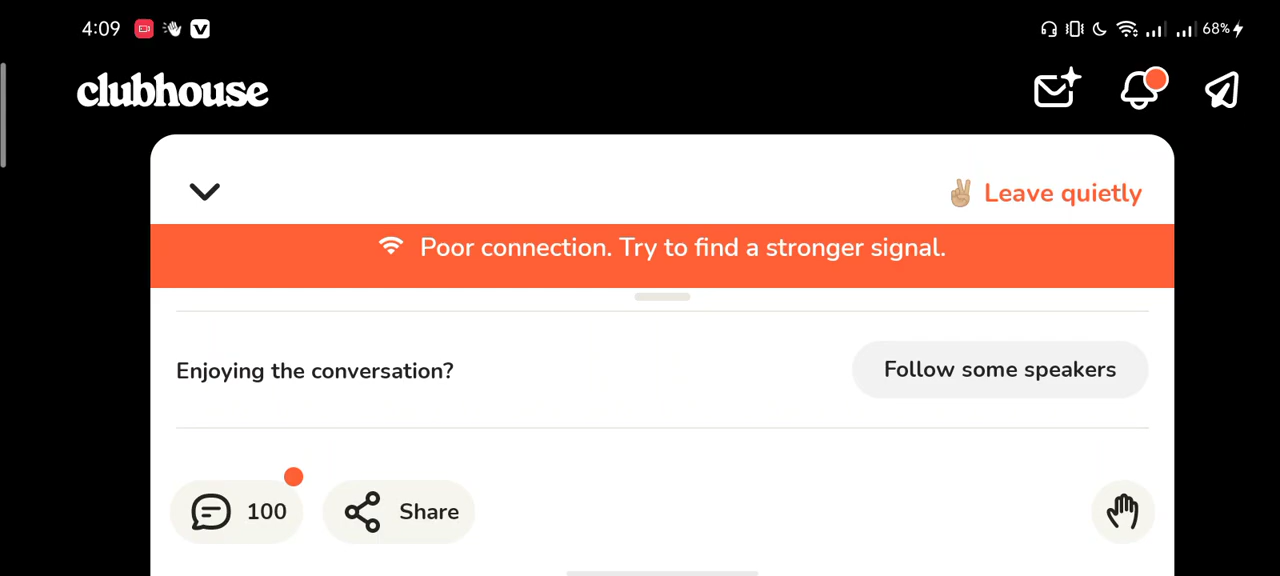 4:09
68%
clubhouse
Leave quietly
Poor connection. Try to find a stronger signal.
Enjoying the conversation?
Follow some speakers
100
Share